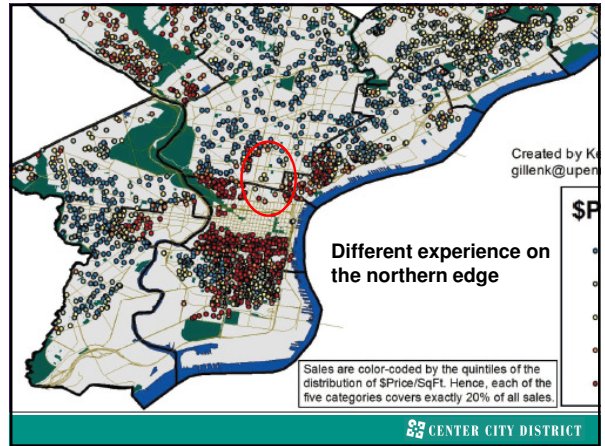 Created by Ke
gillenk@upen
$P
Different experience on
the northern edge
Sales are color-coded by the quintiles of the
distribution of $Price/SqFt. Hence, each of the
five categories covers exactly 20% of all sales.
CENTER CITY DISTRICT